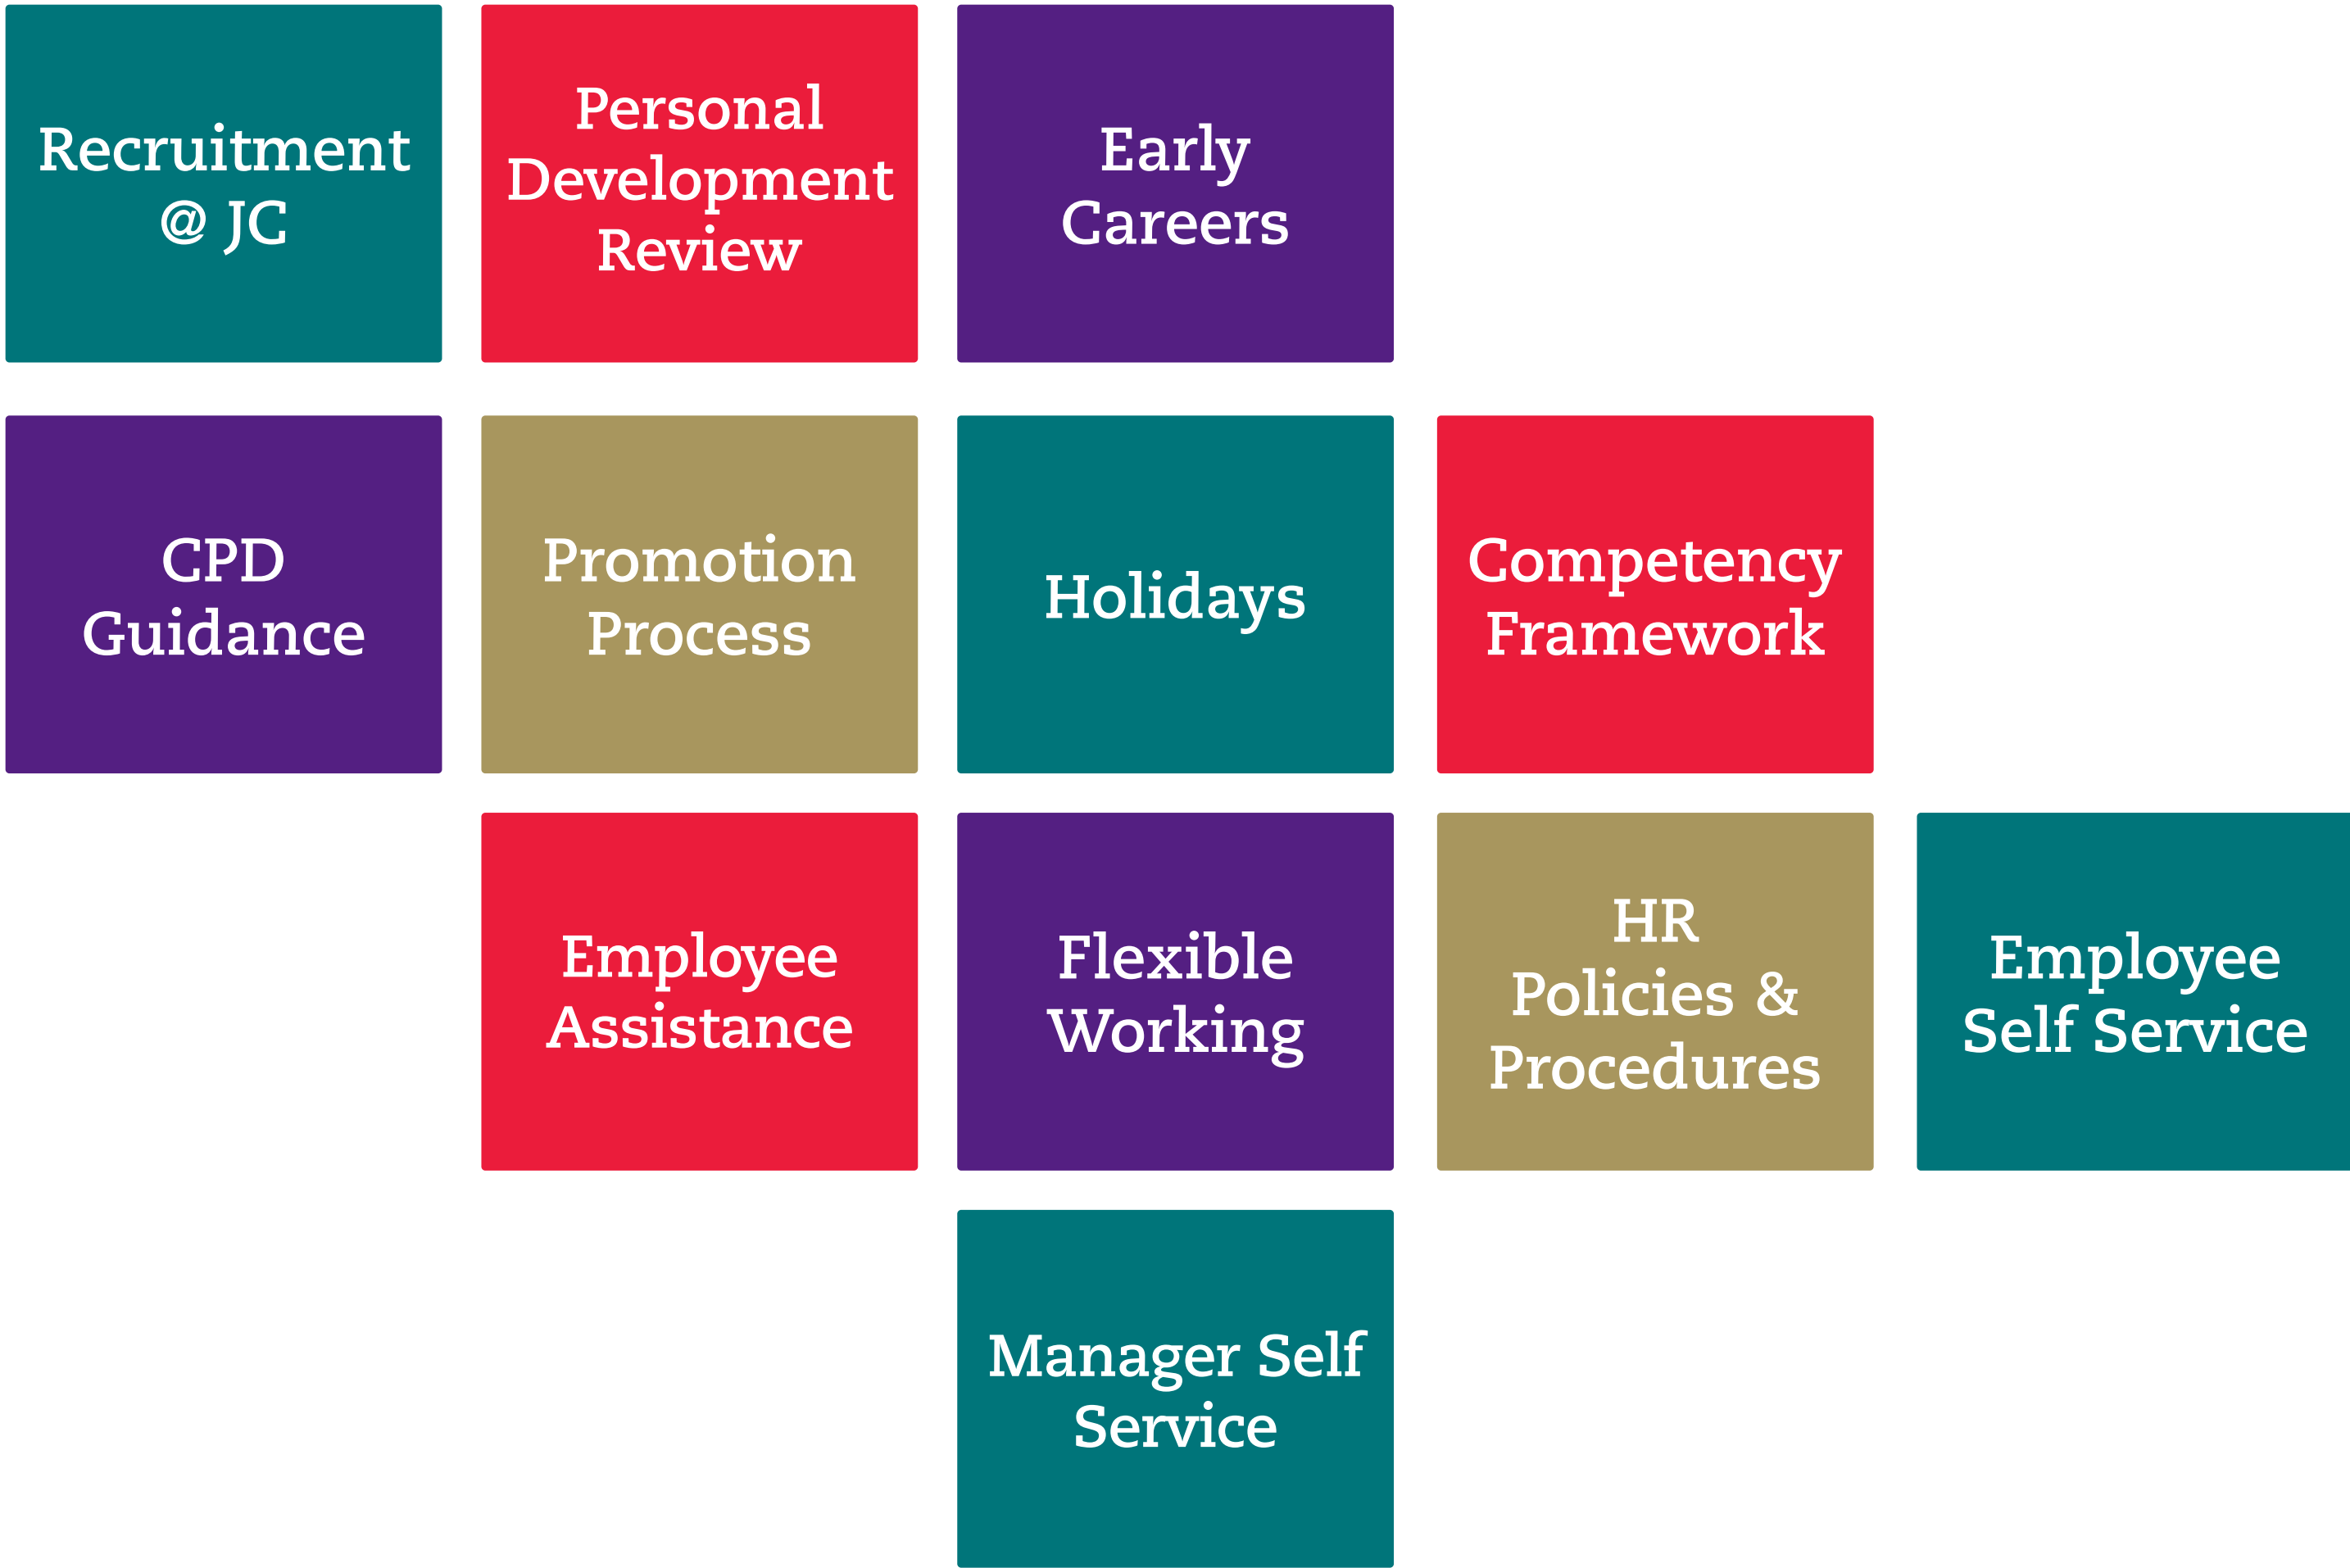 Recruitment
@ JC
Personal
Development
Review
Early
Careers
CPD
Guidance
Promotion
Process
Holidays
Competency
Framework
Employee
Assistance
Flexible
Working
HR
Policies &
Procedures
Employee
Self Service
Manager Self
Service